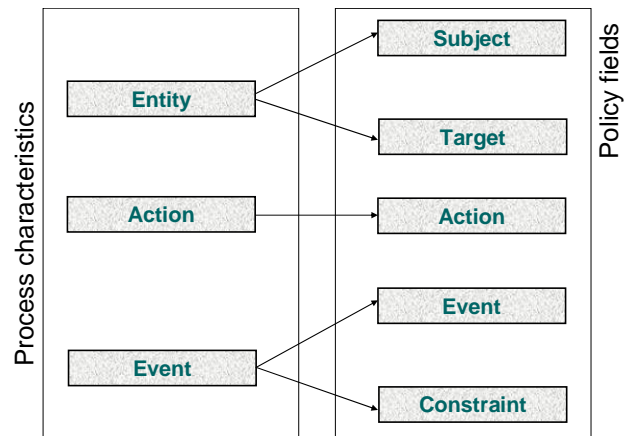 Process characteristics
Entity
Action
Event
Subject
Target
Action
Event
Constraint
Policy fields